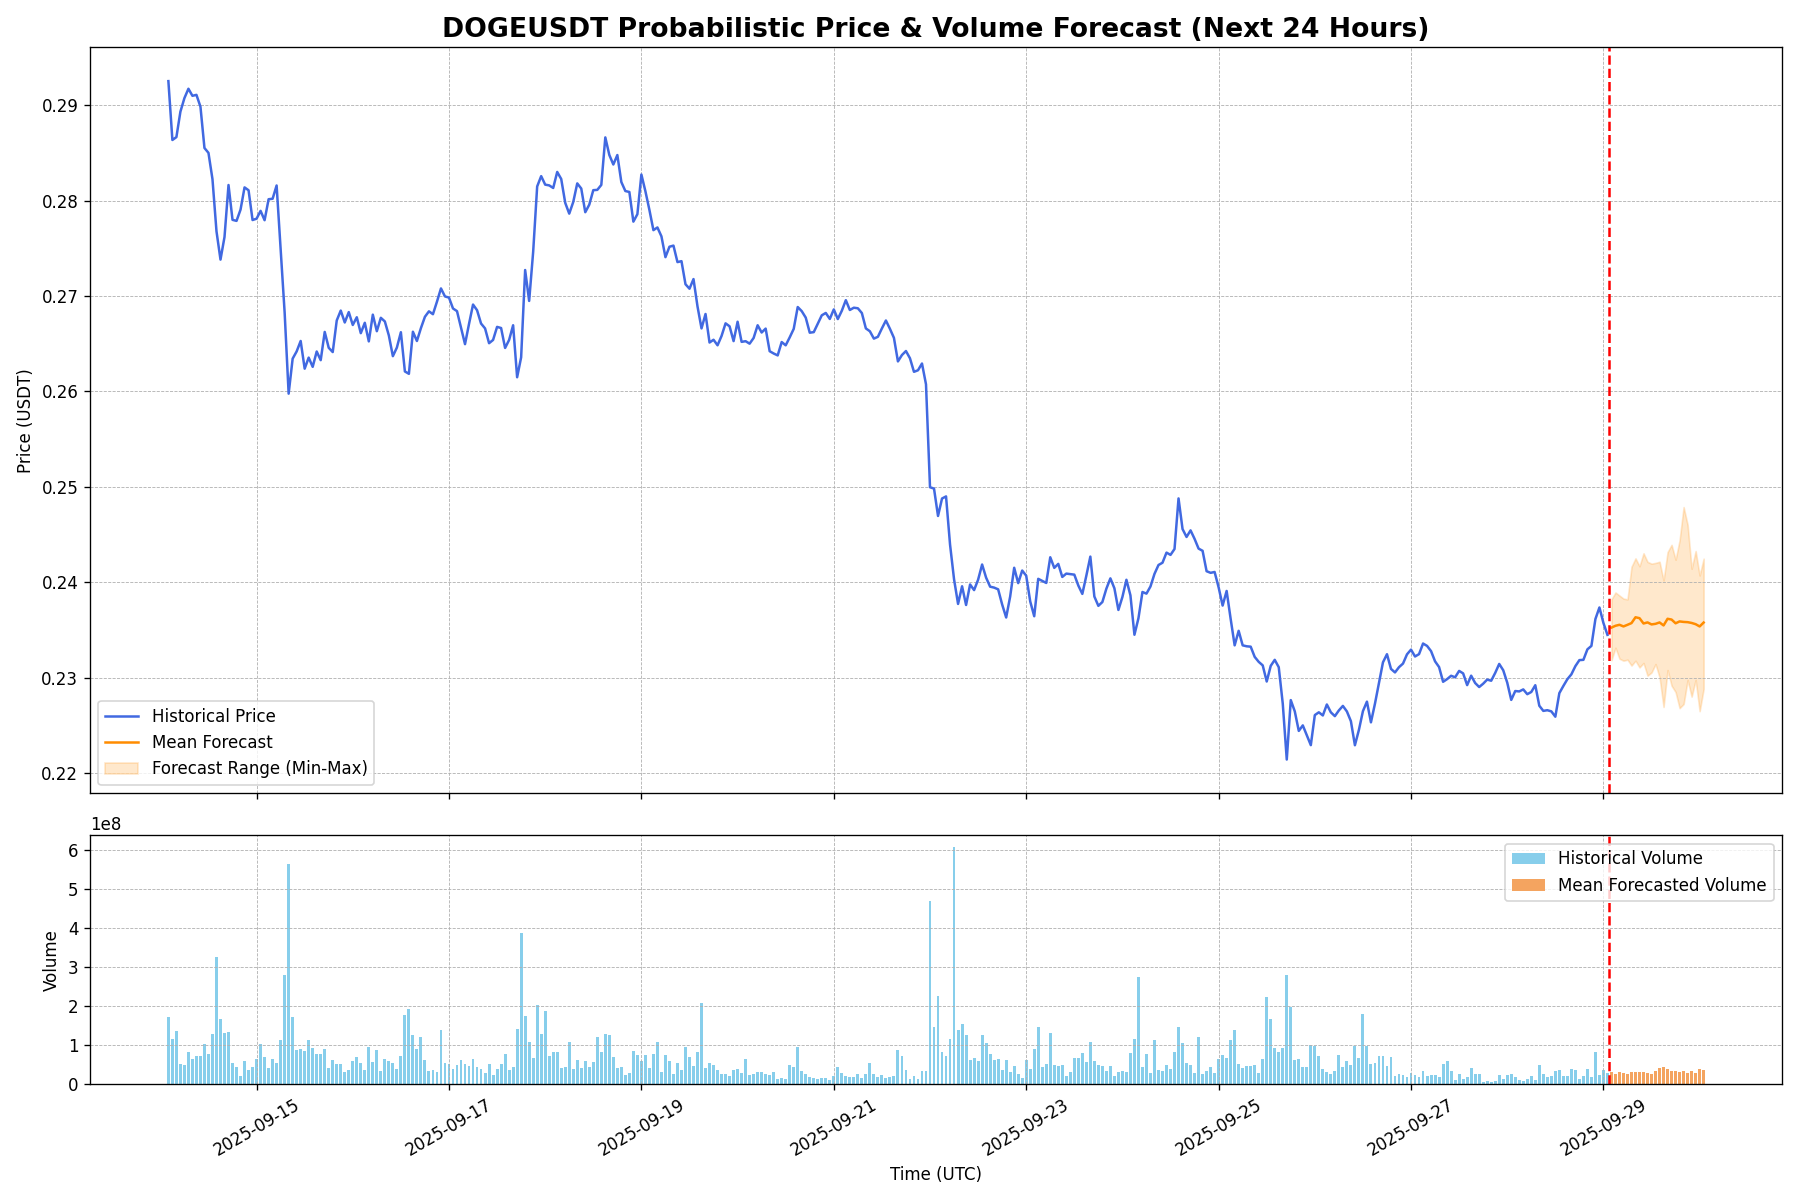 DOGEUSDT Probabilistic Price & Volume Forecast (Next 24 Hours)
Price (USDT)
0.29
0.28
0.27
0.26
0.25
0.24
0.23
0.22
Historical Price
Mean Forecast
Forecast Range (Min-Max)
1e8
Volume
6
5
4
3
2
1
0
Historical Volume
Mean Forecasted Volume
2025-09-15
2025-09-17
2025-09-19
2025-09-21
2025-09-23
2025-09-25
2025-09-27
2025-09-29
Time (UTC)